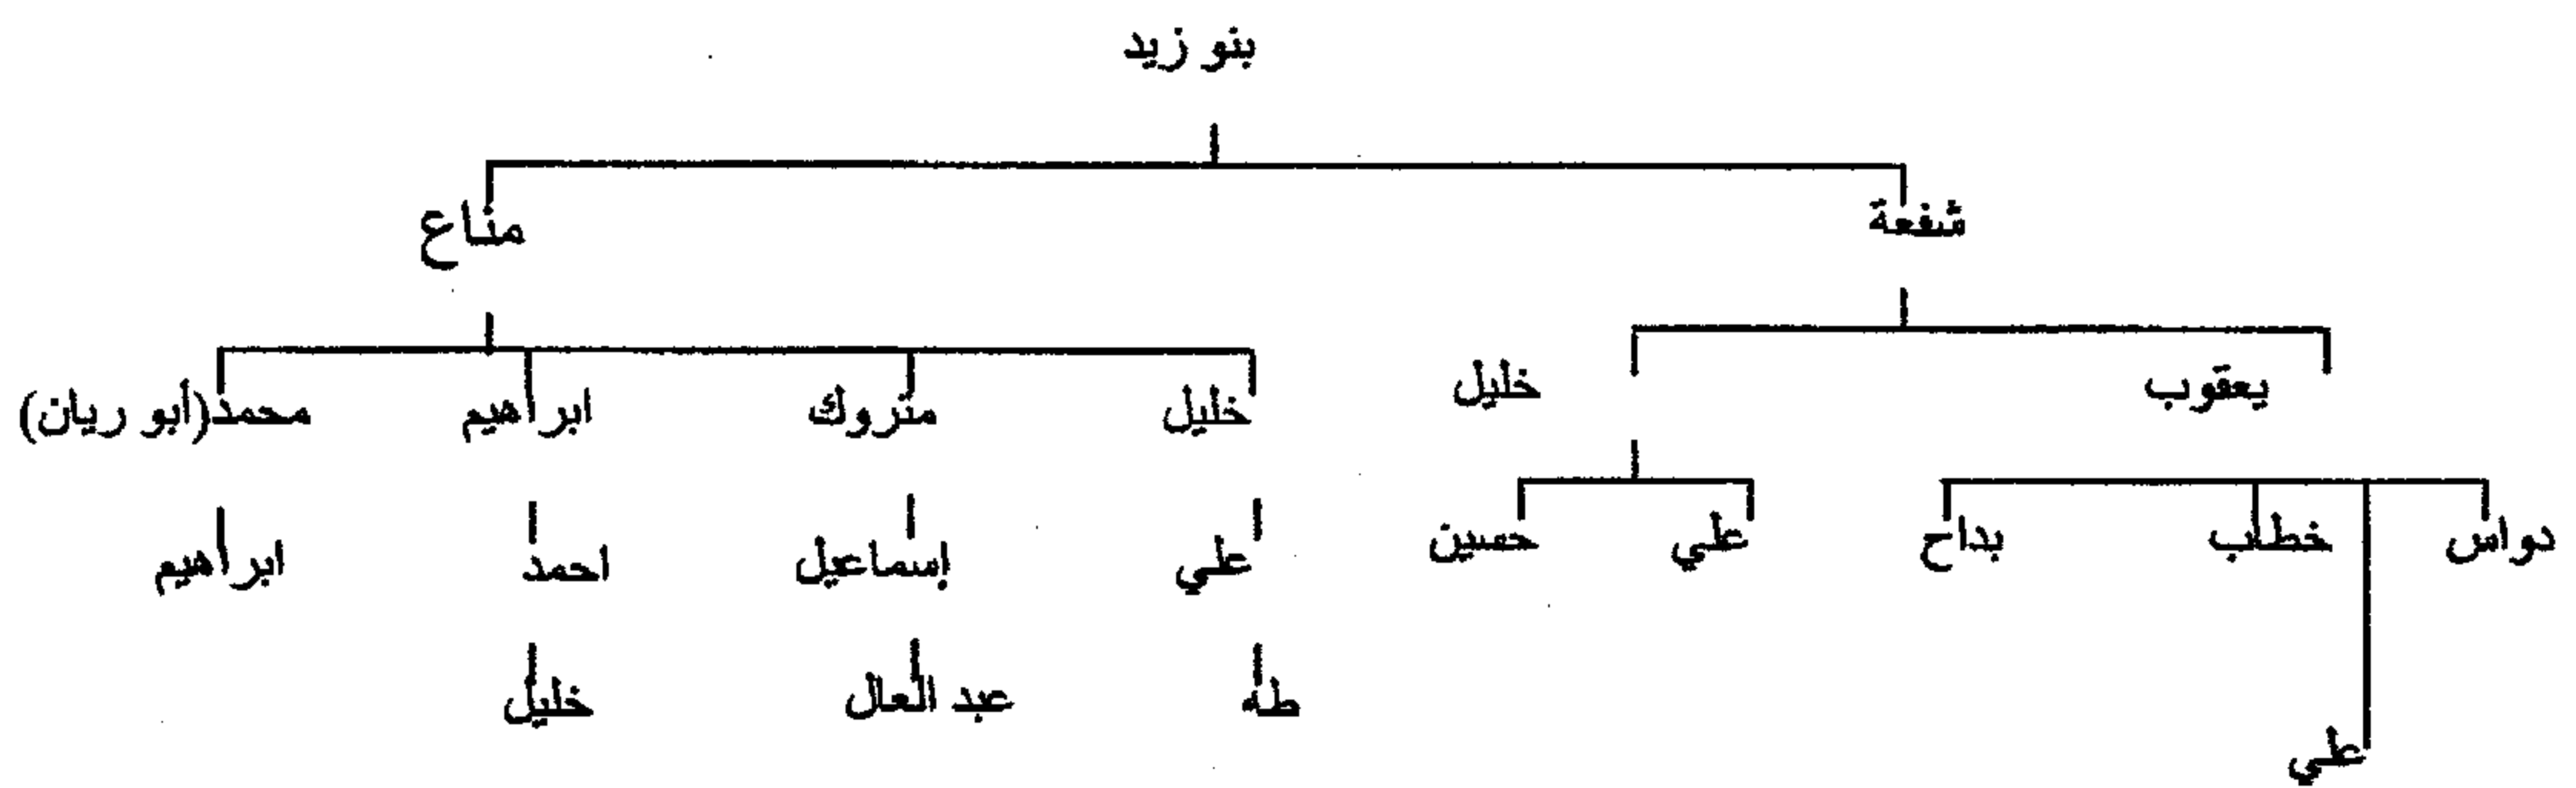 بنو زيد
شفعة مناع
يعقوب خليل خليل متروك ابراهيم محمد(أبو ريان)
دواس خطاب بداح علي حسين علي إسماعيل احمد ابراهيم
طه عبد العال خليل
علي